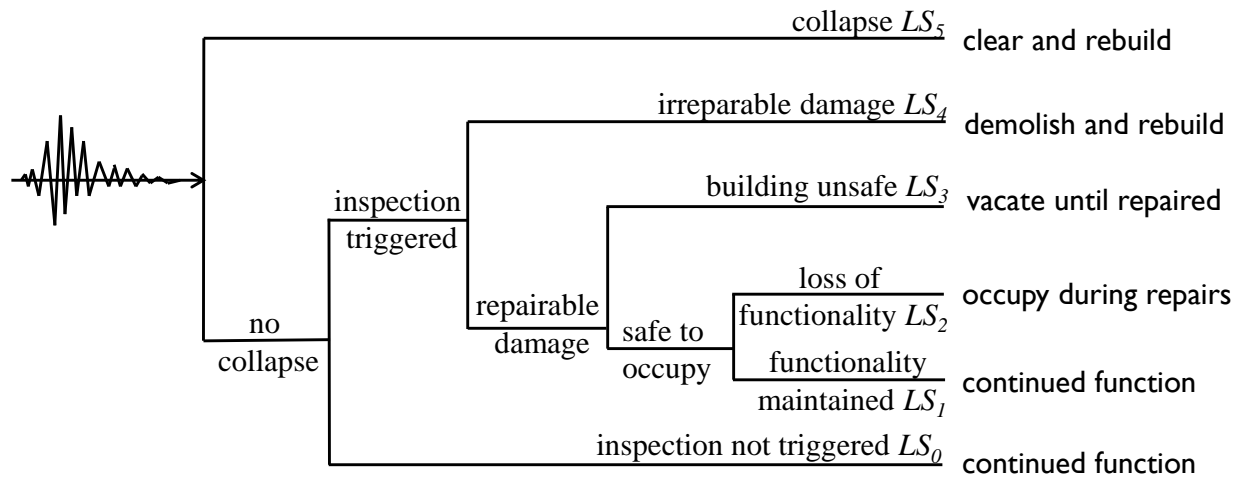 collapse LS5 clear and rebuild
irreparable damage LS4 demolish and rebuild
building unsafe LS3 vacate until repaired
inspection
triggered
loss of
functionality LS2 occupy during repairs
repairable
damage
no
collapse
safe to
occupy
functionality
maintained LS1 continued function
inspection not triggered LS0 continued function